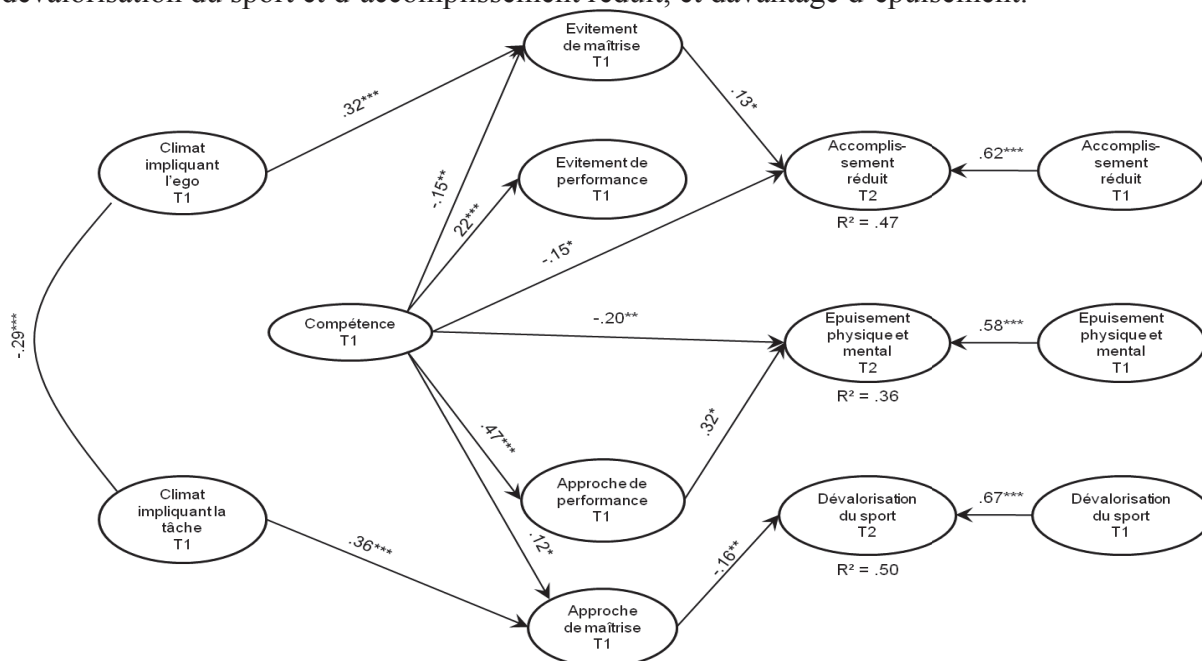 dévalorisation du sport et d'accomplissement réduit, et davantage d'épuisement.
Evitement
de maîtrise
T1
.32***
.13*
Climat
impliquant
l'ego
T1
-.15**
Evitement de
performance
T1
22***
Accomplis-
sement
réduit
T2
R² = .47
.62***
Accomplis-
sement
réduit
T1
-.15*
-.29***
Compétence
T1
-.20**
Epuisement
physique et
mental
T2
R² = .36
.58***
Epuisement
physique et
mental
T1
.47***
.32*
Climat
impliquant la
tâche
T1
Approche de
performance
T1
.12*
.36***
-.16**
Dévalorisation
du sport
T2
R² = .50
.67***
Dévalorisation
du sport
T1
Approche
de maîtrise
T1